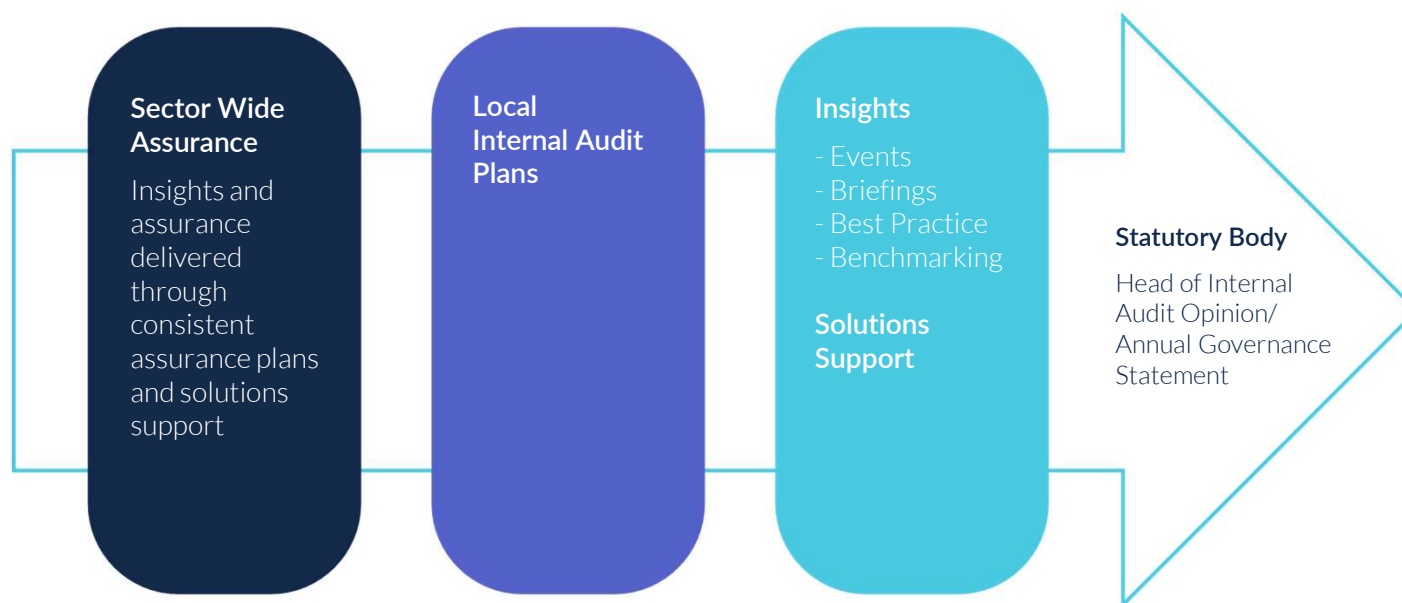 Sector Wide
Assurance
Insights and
assurance
delivered
through
consistent
assurance plans
and solutions
support
Local
Internal Audit
Plans
Insights
- Events
- Briefings
- Best Practice
- Benchmarking
Solutions
Support
Statutory Body
Head of Internal
Audit Opinion/
Annual Governance
Statement